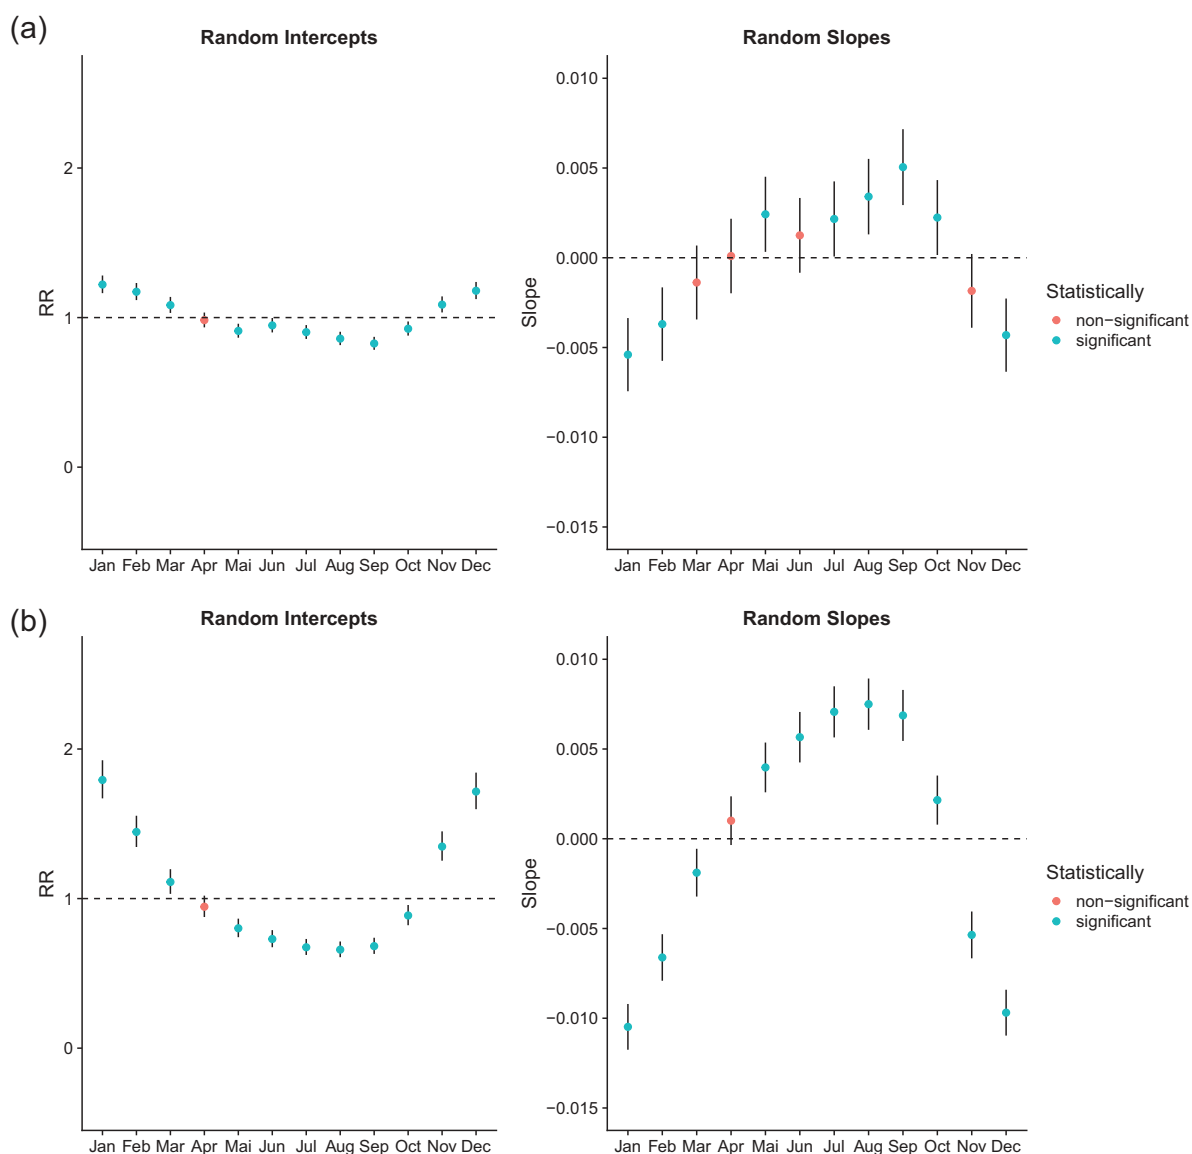 (a)
Random Intercepts
RR
2
1
0
Jan Feb Mar Apr Mai Jun Jul Aug Sep Oct Nov Dec
Random Slopes
Slope
0.010
0.005
0.000
−0.005
−0.010
−0.015
Jan Feb Mar Apr Mai Jun Jul Aug Sep Oct Nov Dec
Statistically
non−significant
significant
(b)
Random Intercepts
RR
2
1
0
Jan Feb Mar Apr Mai Jun Jul Aug Sep Oct Nov Dec
Random Slopes
Slope
0.010
0.005
0.000
−0.005
−0.010
−0.015
Jan Feb Mar Apr Mai Jun Jul Aug Sep Oct Nov Dec
Statistically
non−significant
significant